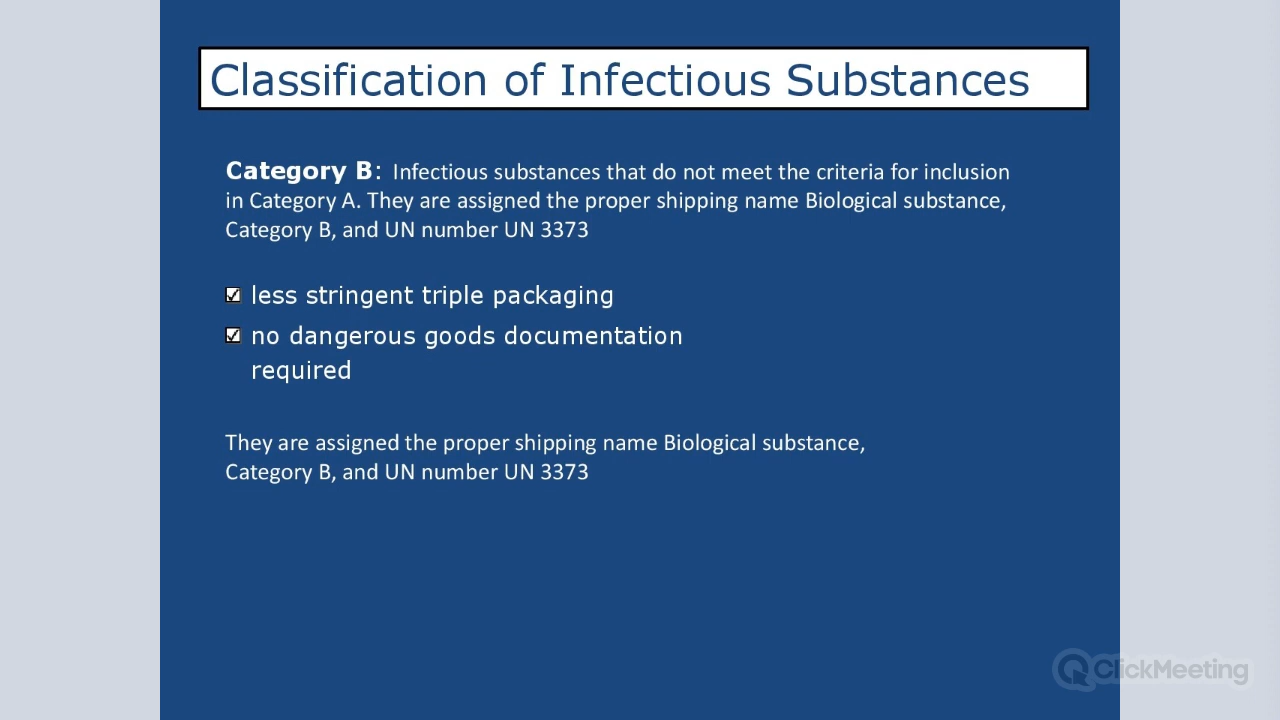 Classification of Infectious Substances
Category B: Infectious substances that do not meet the criteria for inclusion
in Category A. They are assigned the proper shipping name Biological substance,
Category B, and UN number UN 3373
less stringent triple packaging
no dangerous goods documentation
required
They are assigned the proper shipping name Biological substance,
Category B, and UN number UN 3373
ClickMeeting